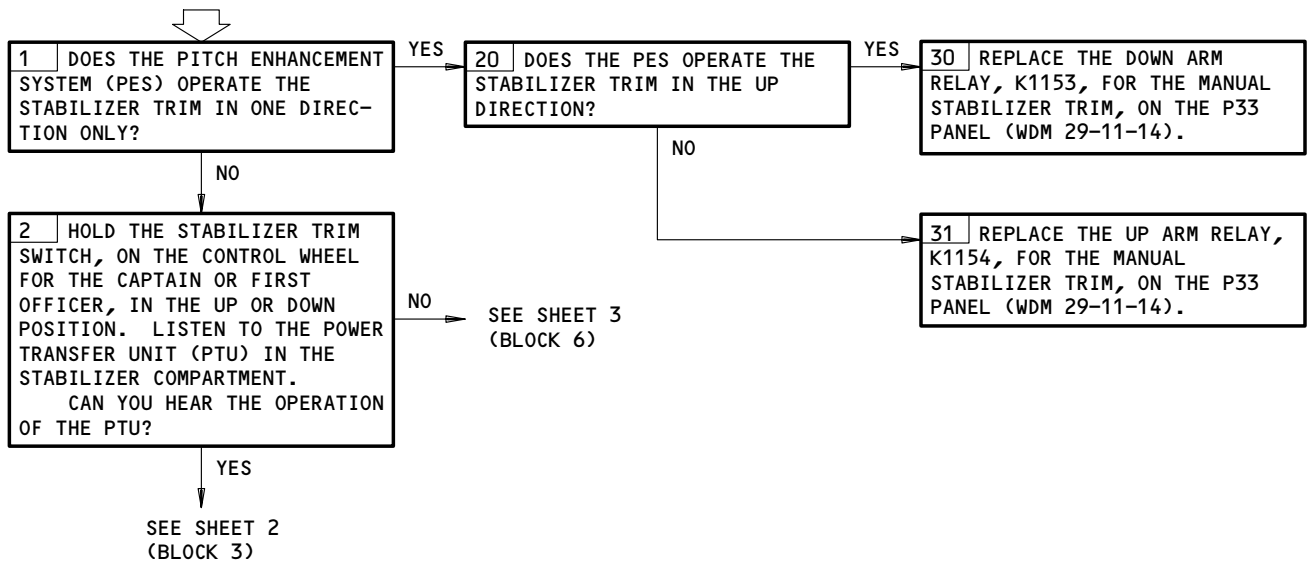 1 DOES THE PITCH ENHANCEMENT
SYSTEM (PES) OPERATE THE
STABILIZER TRIM IN ONE DIREC-
TION ONLY?
YES
20 DOES THE PES OPERATE THE
STABILIZER TRIM IN THE UP
DIRECTION?
YES
30 REPLACE THE DOWN ARM
RELAY, K1153, FOR THE MANUAL
STABILIZER TRIM, ON THE P33
PANEL (WDM 29-11-14).
NO
NO
2 HOLD THE STABILIZER TRIM
SWITCH, ON THE CONTROL WHEEL
FOR THE CAPTAIN OR FIRST
OFFICER, IN THE UP OR DOWN
POSITION. LISTEN TO THE POWER
TRANSFER UNIT (PTU) IN THE
STABILIZER COMPARTMENT.
CAN YOU HEAR THE OPERATION
OF THE PTU?
NO
SEE SHEET 3
(BLOCK 6)
31 REPLACE THE UP ARM RELAY,
K1154, FOR THE MANUAL
STABILIZER TRIM, ON THE P33
PANEL (WDM 29-11-14).
YES
SEE SHEET 2
(BLOCK 3)